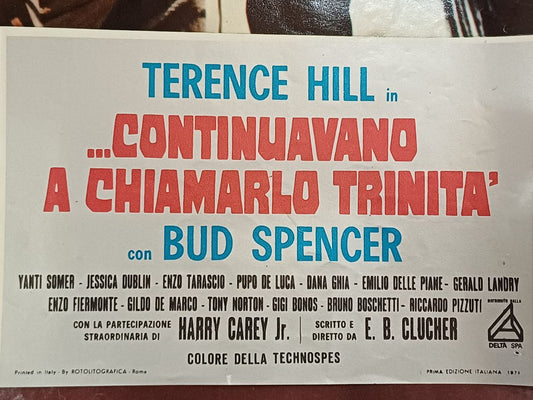 TERENCE HILL in
...CONTINUAVANO
A CHIAMARLO TRINITA'
con BUD SPENCER
YANTI SOMER - JESSICA DUBLIN - ENZO TARASCIO - PUPO DE LUCA - DANA GHIA - EMILIO DELLE PIANE - GERALD LANDRY
ENZO FIERMONTE - GILDO DE MARCO - TONY NORTON - GIGI BONOS - BRUNO BOSCHETTI - RICCARDO PIZZUTI
CON LA PARTECIPAZIONE
STRAORDINARIA DI HARRY CAREY Jr.
SCRITTO E
DIRETTO DA E. B. CLUCHER
DISTRIBUITO DALLA
DELTA SPA
COLORE DELLA TECHNOSPES
Printed in Italy - By ROTOLITOGRAFICA - Roma
PRIMA EDIZIONE ITALIANA 1971